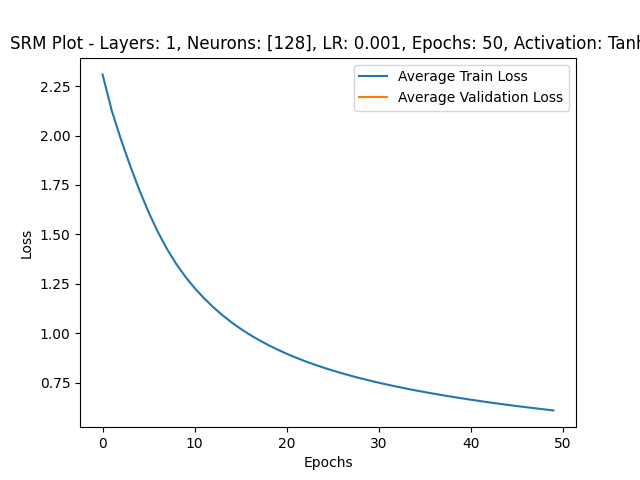 SRM Plot - Layers: 1, Neurons: [128], LR: 0.001, Epochs: 50, Activation: Tanh
Average Train Loss
Average Validation Loss
2.25
2.00
1.75
1.50
1.25
1.00
0.75
Loss
0 10 20 30 40 50
Epochs